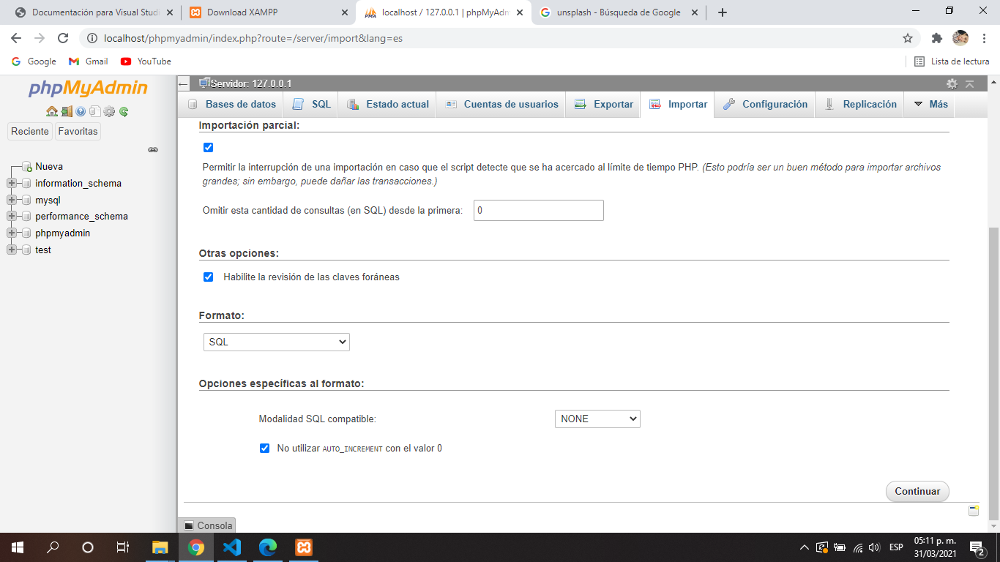 Documentación para Visual Studi
Download XAMPP
localhost / 127.0.0.1 | phpMyAdm
unsplash - Búsqueda de Google
localhost/phpmyadmin/index.php?route=/server/import&lang=es
Google
Gmail
YouTube
Lista de lectura
phpMyAdmin
Reciente
Favoritas
Nueva
information_schema
mysql
performance_schema
phpmyadmin
test
Servidor: 127.0.0.1
Bases de datos
SQL
Estado actual
Cuentas de usuarios
Exportar
Importar
Configuración
Replicación
Más
Importación parcial:
Permitir la interrupción de una importación en caso que el script detecte que se ha acercado al límite de tiempo PHP. (Esto podría ser un buen método para importar archivos
grandes; sin embargo, puede dañar las transacciones.)
Omitir esta cantidad de consultas (en SQL) desde la primera: 0
Otras opciones:
Habilite la revisión de las claves foráneas
Formato:
SQL
Opciones específicas al formato:
Modalidad SQL compatible: NONE
No utilizar AUTO_INCREMENT con el valor 0
Continuar
Consola
ESP
05:11 p. m.
31/03/2021
2